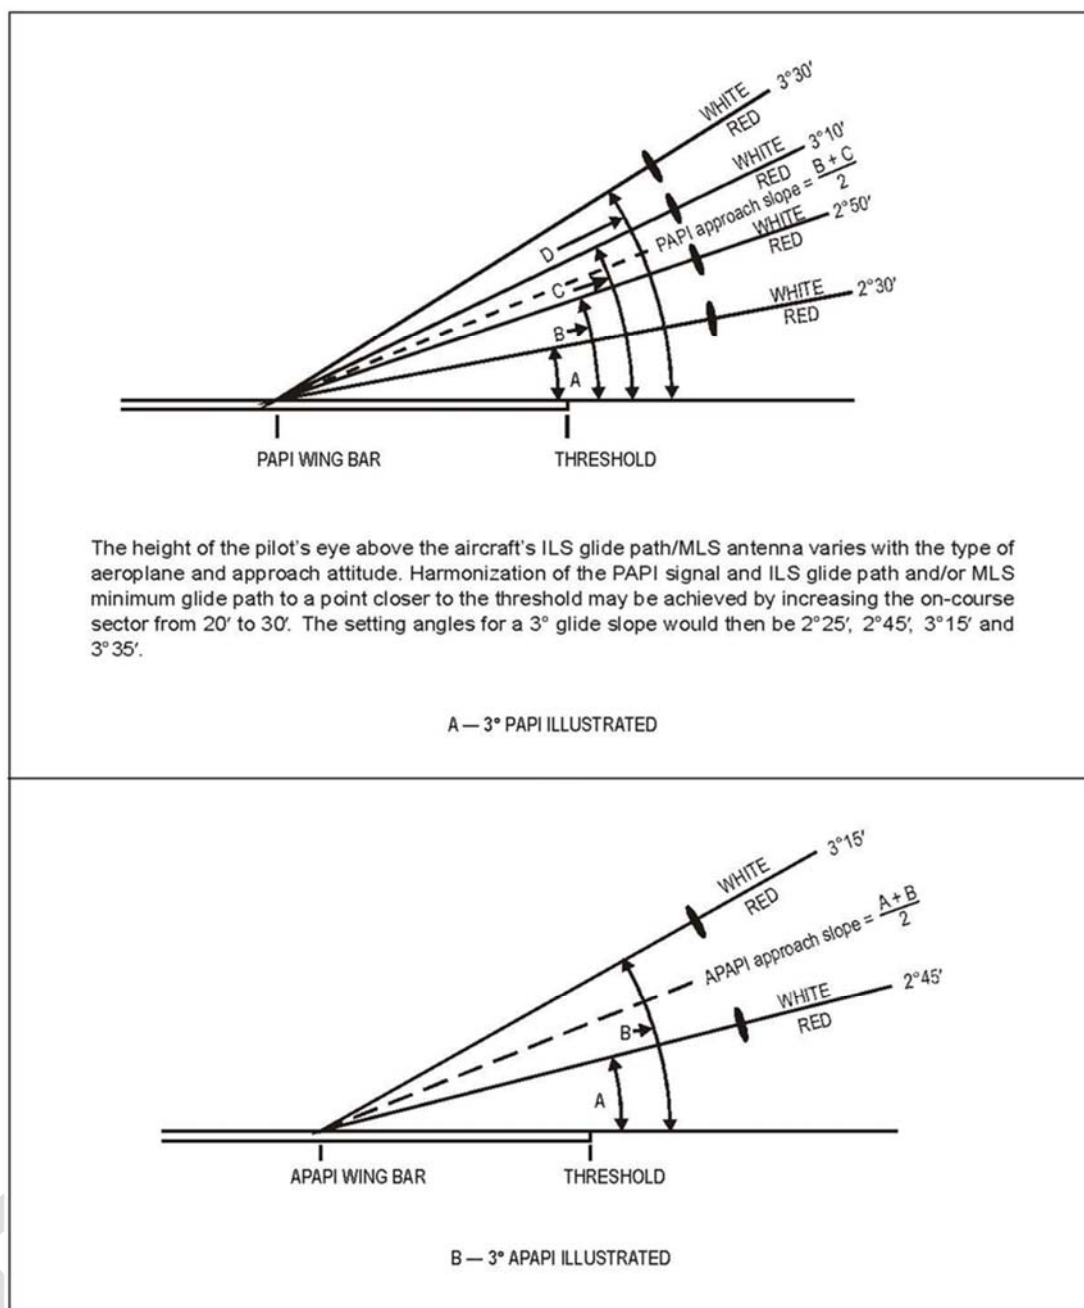 WHITE 3°30′
RED
WHITE 3°10′
RED
PAPI approach slope = B + C
2
WHITE 2°50′
RED
WHITE 2°30′
RED
D
C
B
A
PAPI WING BAR THRESHOLD
The height of the pilot's eye above the aircraft's ILS glide path/MLS antenna varies with the type of
aeroplane and approach attitude. Harmonization of the PAPI signal and ILS glide path and/or MLS
minimum glide path to a point closer to the threshold may be achieved by increasing the on-course
sector from 20′ to 30′. The setting angles for a 3° glide slope would then be 2°25′, 2°45′, 3°15′ and
3°35′.
A — 3° PAPI ILLUSTRATED
WHITE 3°15′
RED
APAPI approach slope = A + B
2
WHITE 2°45′
RED
B
A
APAPI WING BAR THRESHOLD
B — 3° APAPI ILLUSTRATED